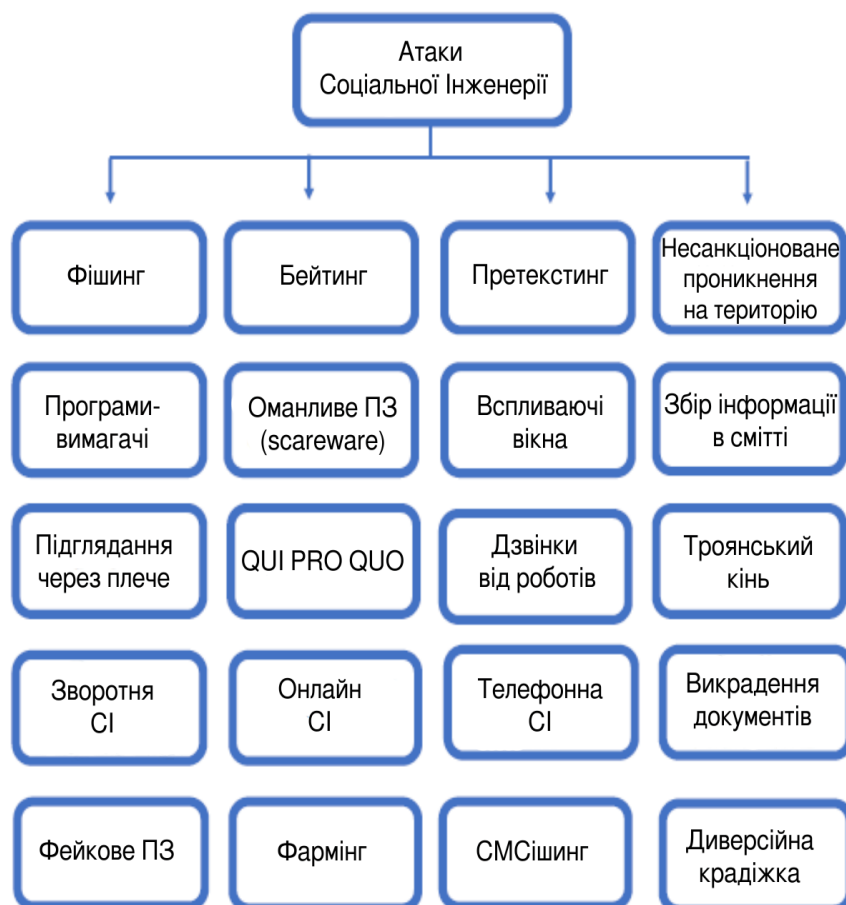 Атаки
Соціальної Інженерії
Фішинг
Бейтинг
Претекстинг
Несанкціоноване
проникнення
на територію
Програми-
вимагачі
Оманливе ПЗ
(scareware)
Вспливаючі
вікна
Збір інформації
в смітті
Підглядання
через плече
QUI PRO QUO
Дзвінки
від роботів
Троянський
кінь
Зворотня
СІ
Онлайн
СІ
Телефонна
СІ
Викрадення
документів
Фейкове ПЗ
Фармінг
СМСішинг
Диверсійна
крадіжка